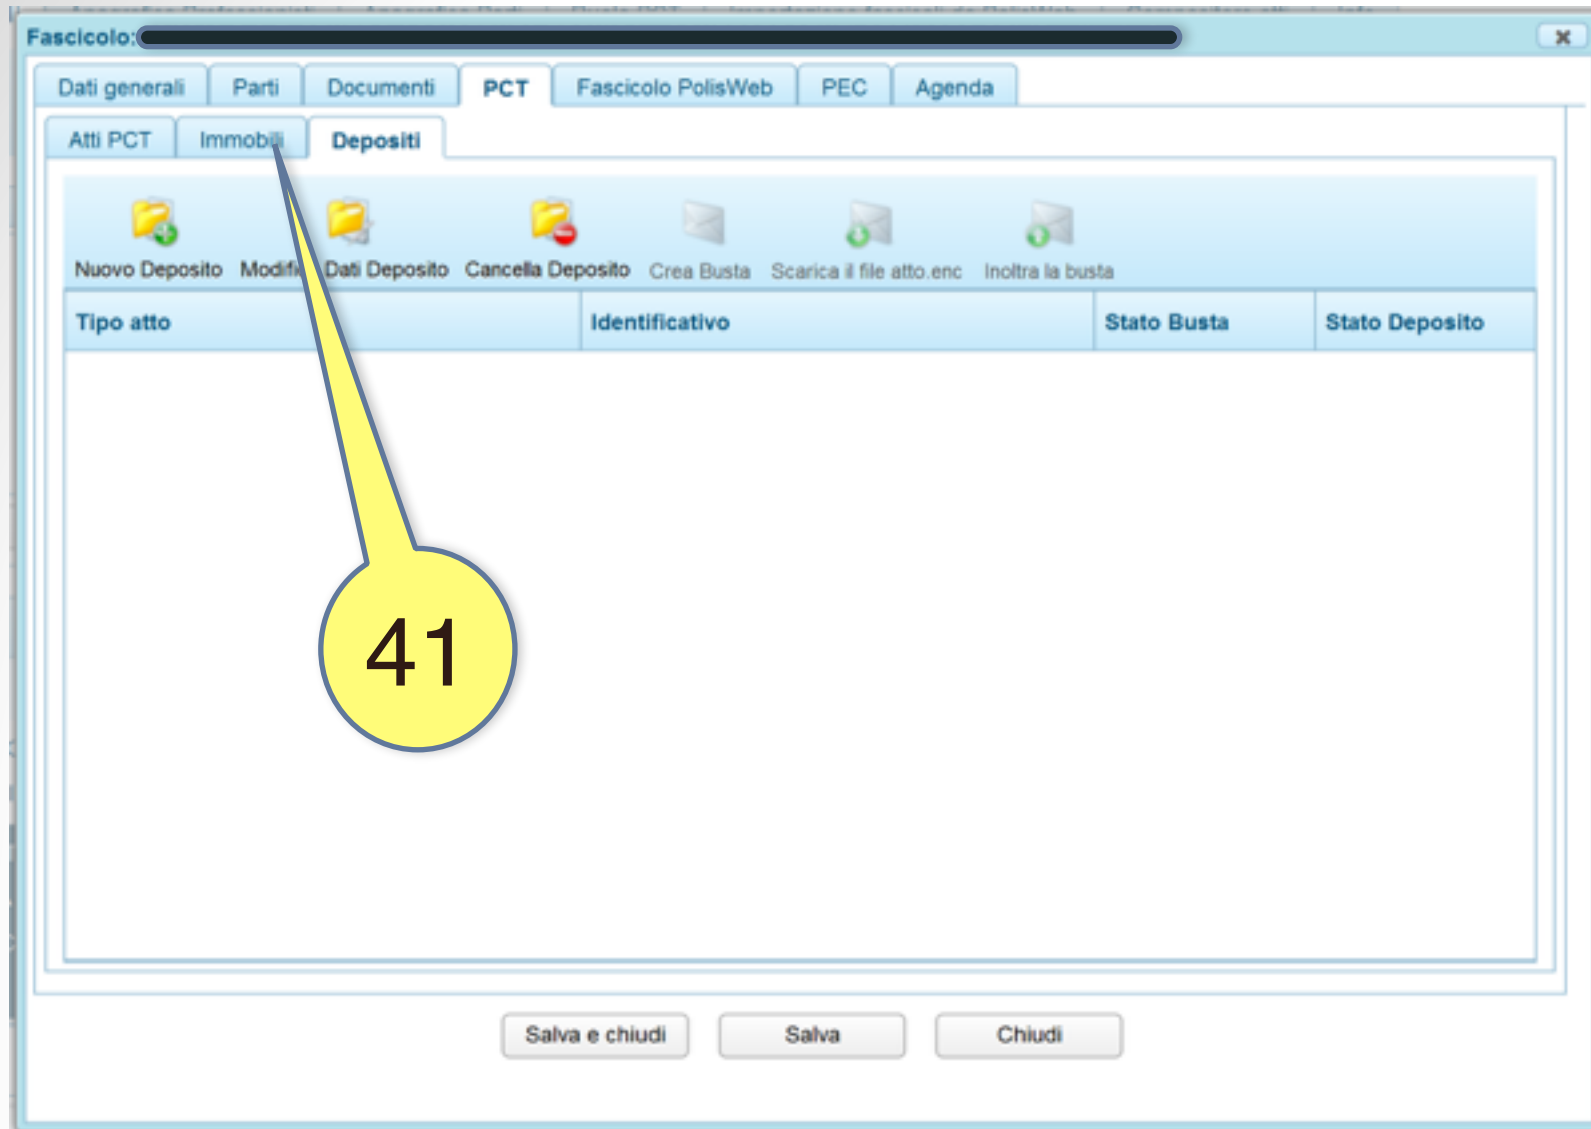 Fascicolo:
Dati generali Parti Documenti PCT Fascicolo PolisWeb PEC Agenda
Atti PCT Immobili Depositi
Nuovo Deposito Dati Deposito Cancella Deposito Crea Busta Scarica il file atto.enc Inoltra la busta
Tipo atto Identificativo Stato Busta Stato Deposito
41
Salva e chiudi Salva Chiudi